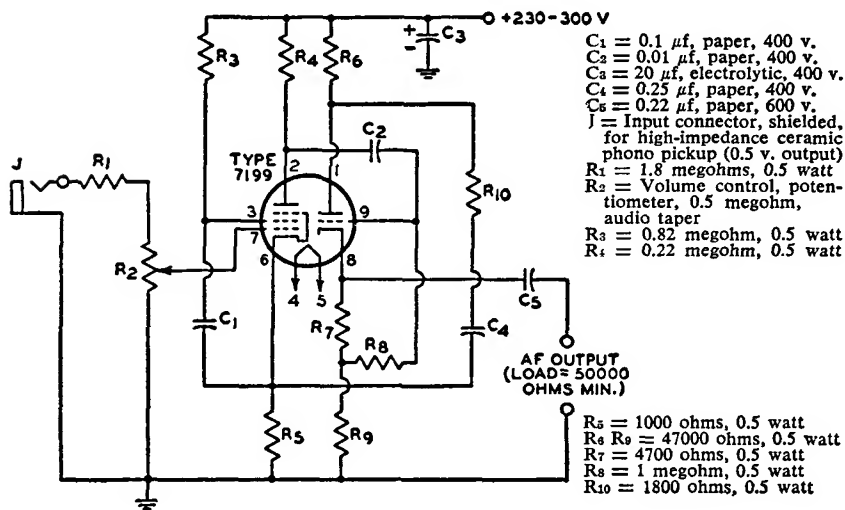 +230-300 V
C3
+
-
R3
R4
R6
C2
TYPE
7199
2
1
J
R1
R10
3
7
9
6
8
R2
4
5
C5
C1
R7
C4
R8
AF OUTPUT
(LOAD= 50000
OHMS MIN.)
R5
R9
C1 = 0.1 μf, paper, 400 v.
C2 = 0.01 μf, paper, 400 v.
C3 = 20 μf, electrolytic, 400 v.
C4 = 0.25 μf, paper, 400 v.
C5 = 0.22 μf, paper, 600 v.
J = Input connector, shielded,
for high-impedance ceramic
phono pickup (0.5 v. output)
R1 = 1.8 megohms, 0.5 watt
R2 = Volume control, poten-
tiometer, 0.5 megohm,
audio taper
R3 = 0.82 megohm, 0.5 watt
R4 = 0.22 megohm, 0.5 watt
R5 = 1000 ohms, 0.5 watt
R6 R9 = 47000 ohms, 0.5 watt
R7 = 4700 ohms, 0.5 watt
R8 = 1 megohm, 0.5 watt
R10 = 1800 ohms, 0.5 watt